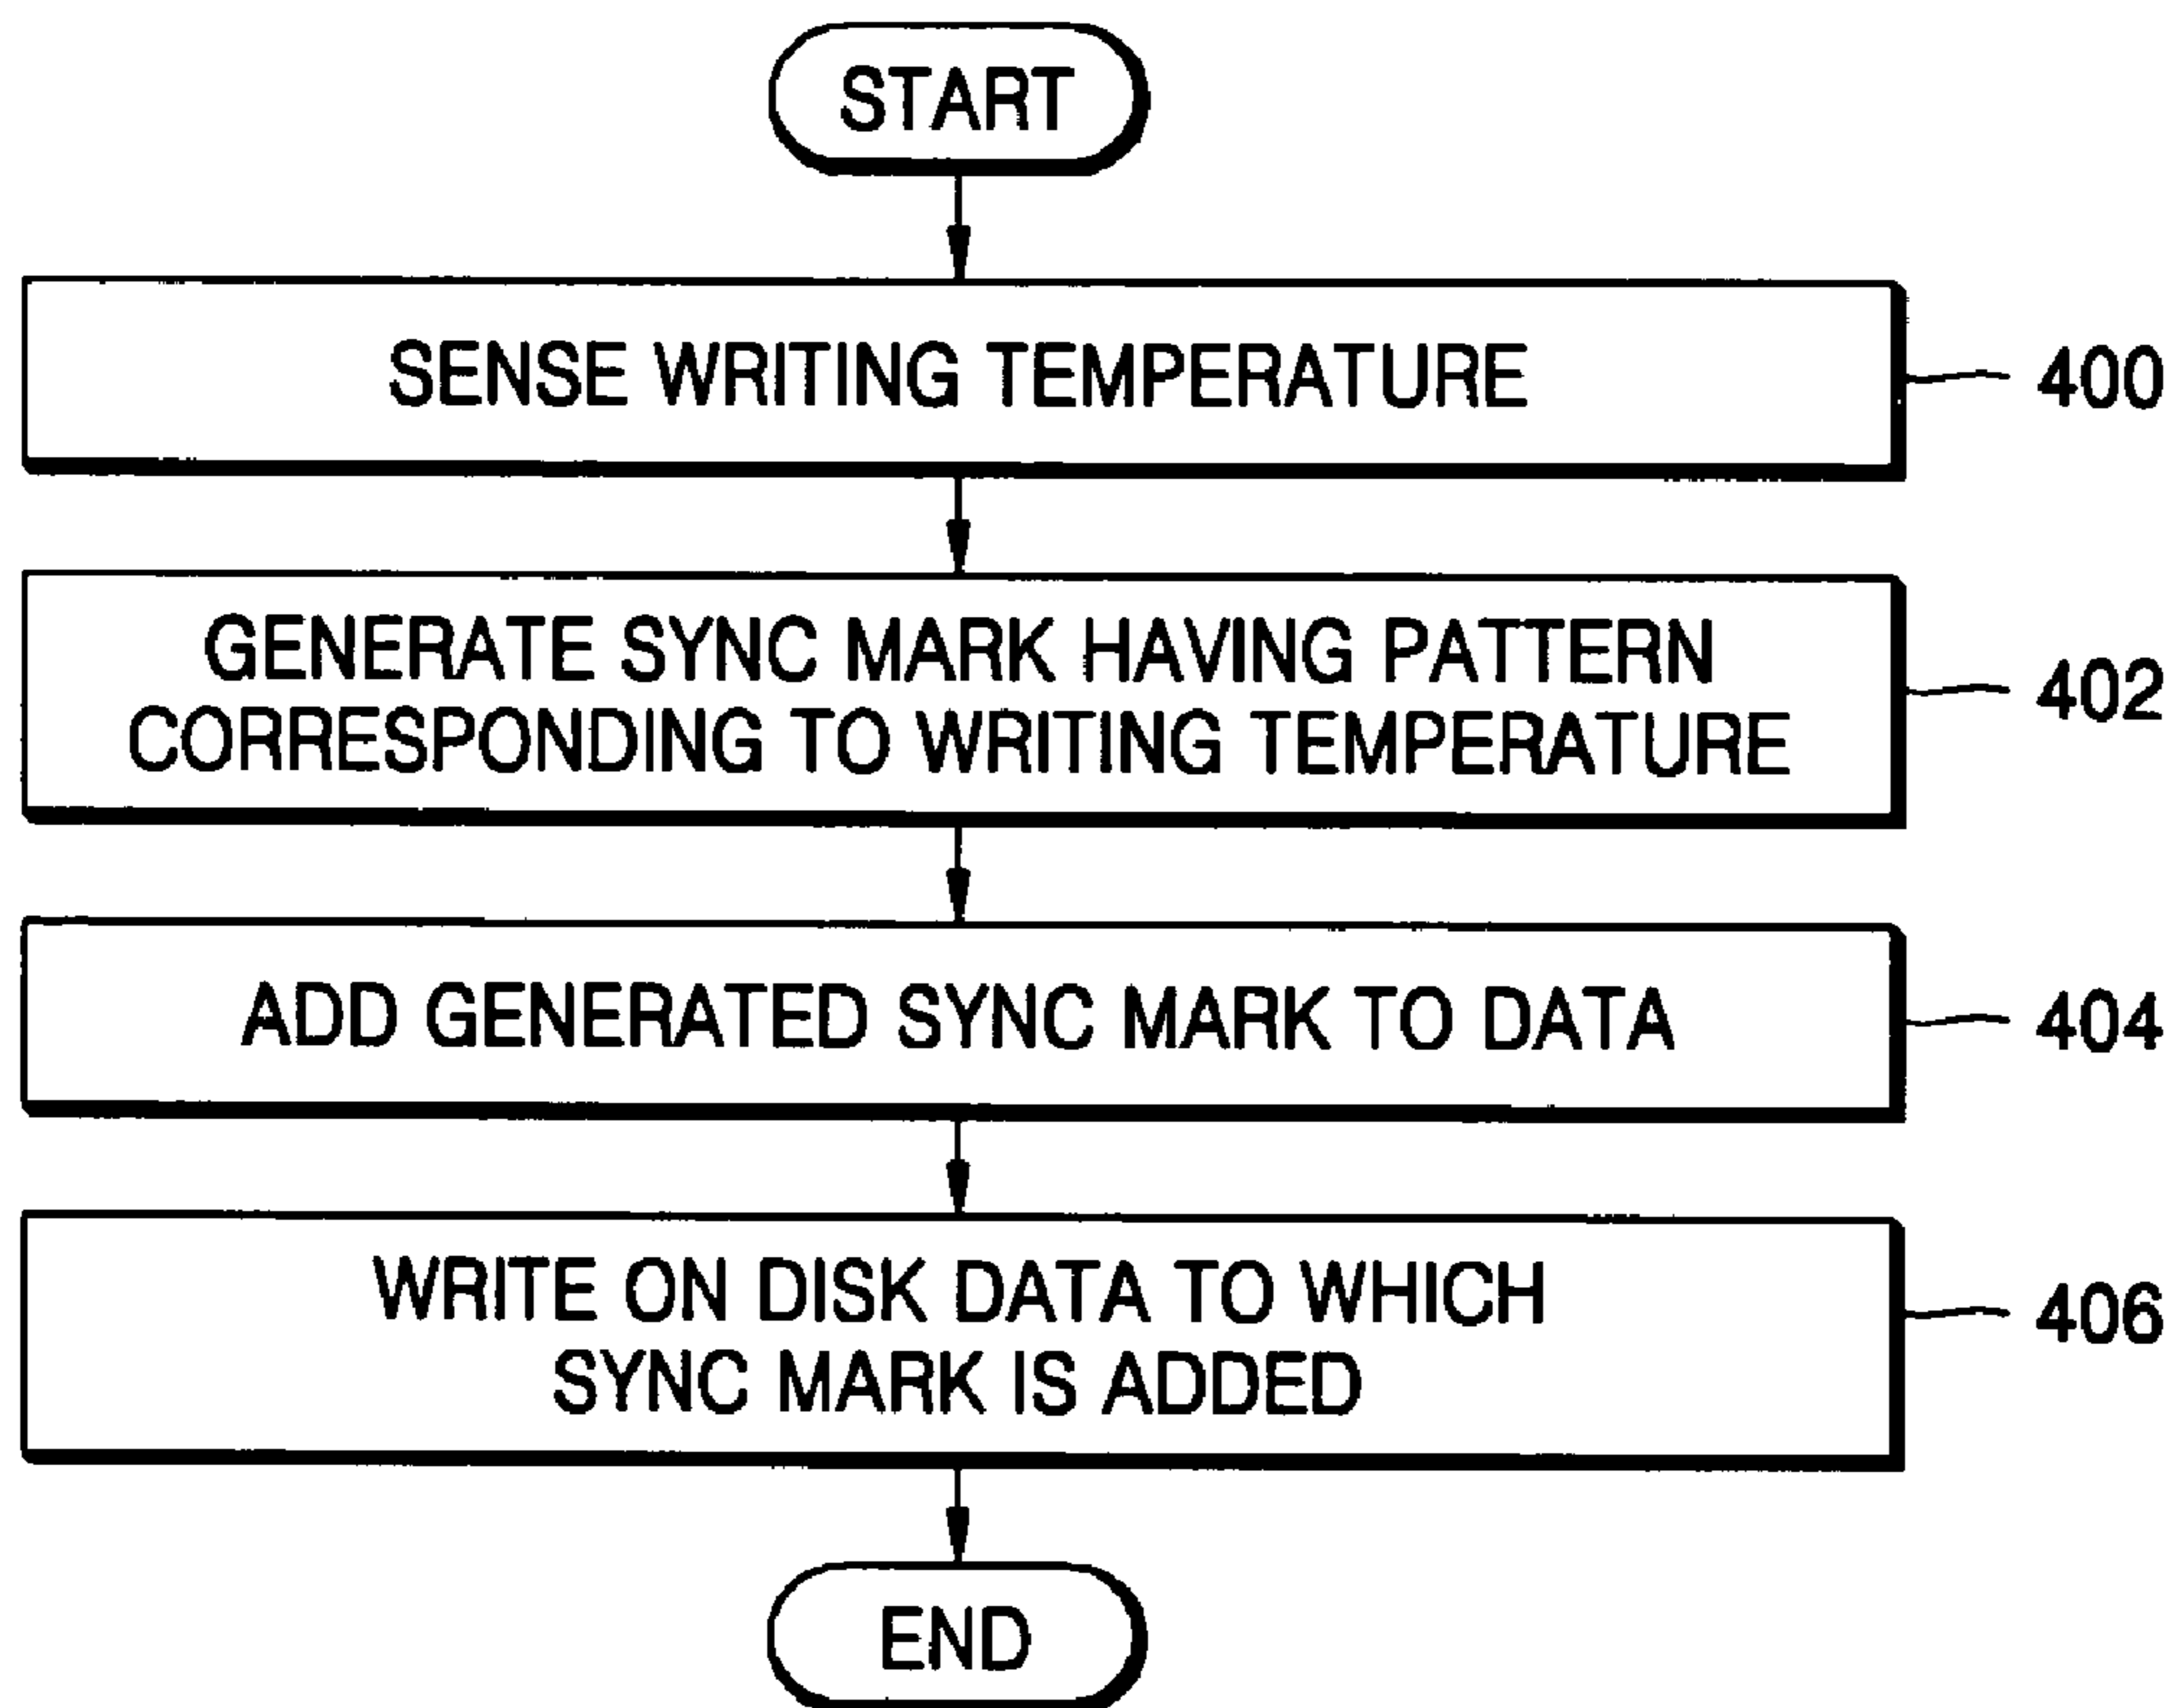 START
SENSE WRITING TEMPERATURE
400
GENERATE SYNC MARK HAVING PATTERN
CORRESPONDING TO WRITING TEMPERATURE
402
ADD GENERATED SYNC MARK TO DATA
404
WRITE ON DISK DATA TO WHICH
SYNC MARK IS ADDED
406
END